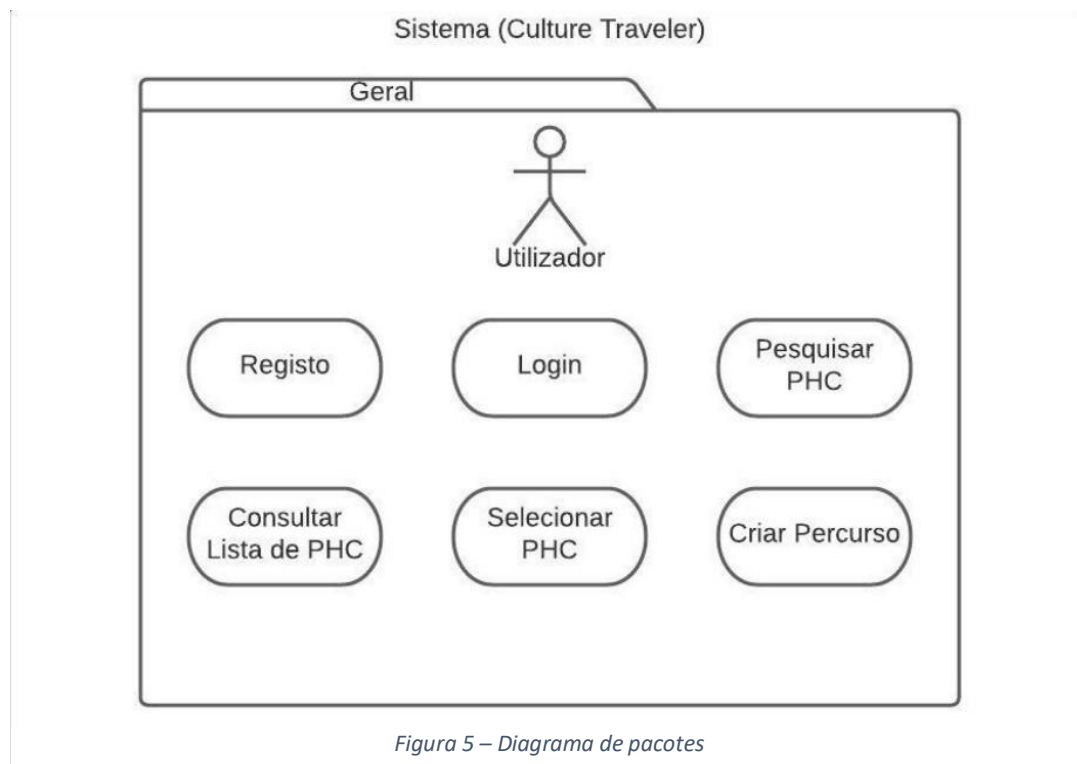 Sistema (Culture Traveler)
Geral
Utilizador
Registo
Login
Pesquisar
PHC
Consultar
Lista de PHC
Selecionar
PHC
Criar Percurso
Figura 5 – Diagrama de pacotes